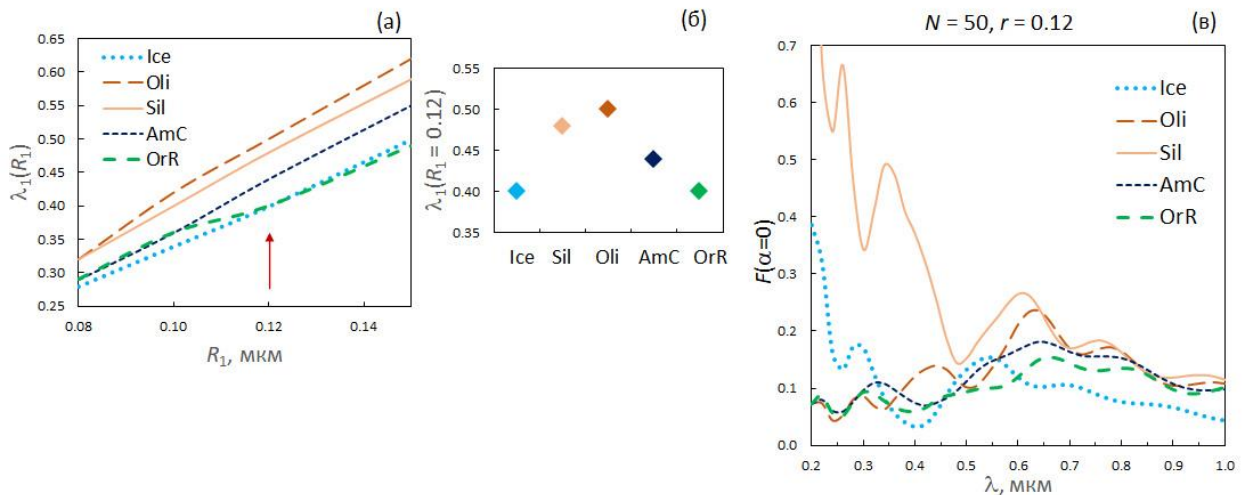 (а)
0.65
0.60
0.55
0.50
0.45
0.40
0.35
0.30
0.25
λ₁(R₁)
Ice
Oli
Sil
AmC
OrR
0.08
0.10
0.12
0.14
R₁, мкм
(б)
0.55
0.50
0.45
0.40
0.35
λ₁(R₁ = 0.12)
Ice
Sil
Oli
AmC
OrR
N = 50, r = 0.12
(в)
0.7
0.6
0.5
0.4
0.3
0.2
0.1
0.0
F(α=0)
Ice
Oli
Sil
AmC
OrR
0.2
0.3
0.4
0.5
0.6
0.7
0.8
0.9
1.0
λ, мкм